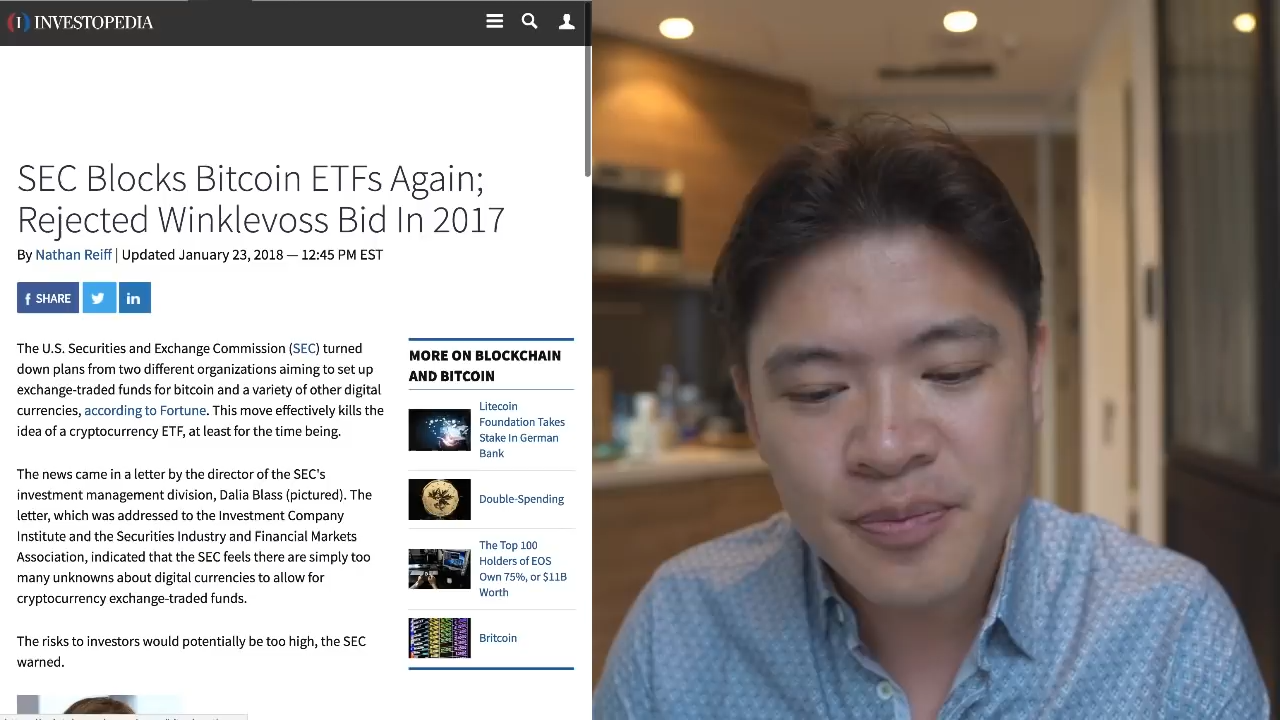 INVESTOPEDIA
SEC Blocks Bitcoin ETFs Again;
Rejected Winklevoss Bid In 2017
By Nathan Reiff | Updated January 23, 2018 — 12:45 PM EST
f SHARE
in
The U.S. Securities and Exchange Commission (SEC) turned
down plans from two different organizations aiming to set up
exchange-traded funds for bitcoin and a variety of other digital
currencies, according to Fortune. This move effectively kills the
idea of a cryptocurrency ETF, at least for the time being.
The news came in a letter by the director of the SEC's
investment management division, Dalia Blass (pictured). The
letter, which was addressed to the Investment Company
Institute and the Securities Industry and Financial Markets
Association, indicated that the SEC feels there are simply too
many unknowns about digital currencies to allow for
cryptocurrency exchange-traded funds.
The risks to investors would potentially be too high, the SEC
warned.
MORE ON BLOCKCHAIN
AND BITCOIN
Litecoin
Foundation Takes
Stake In German
Bank
Double-Spending
The Top 100
Holders of EOS
Own 75%, or $11B
Worth
Britcoin